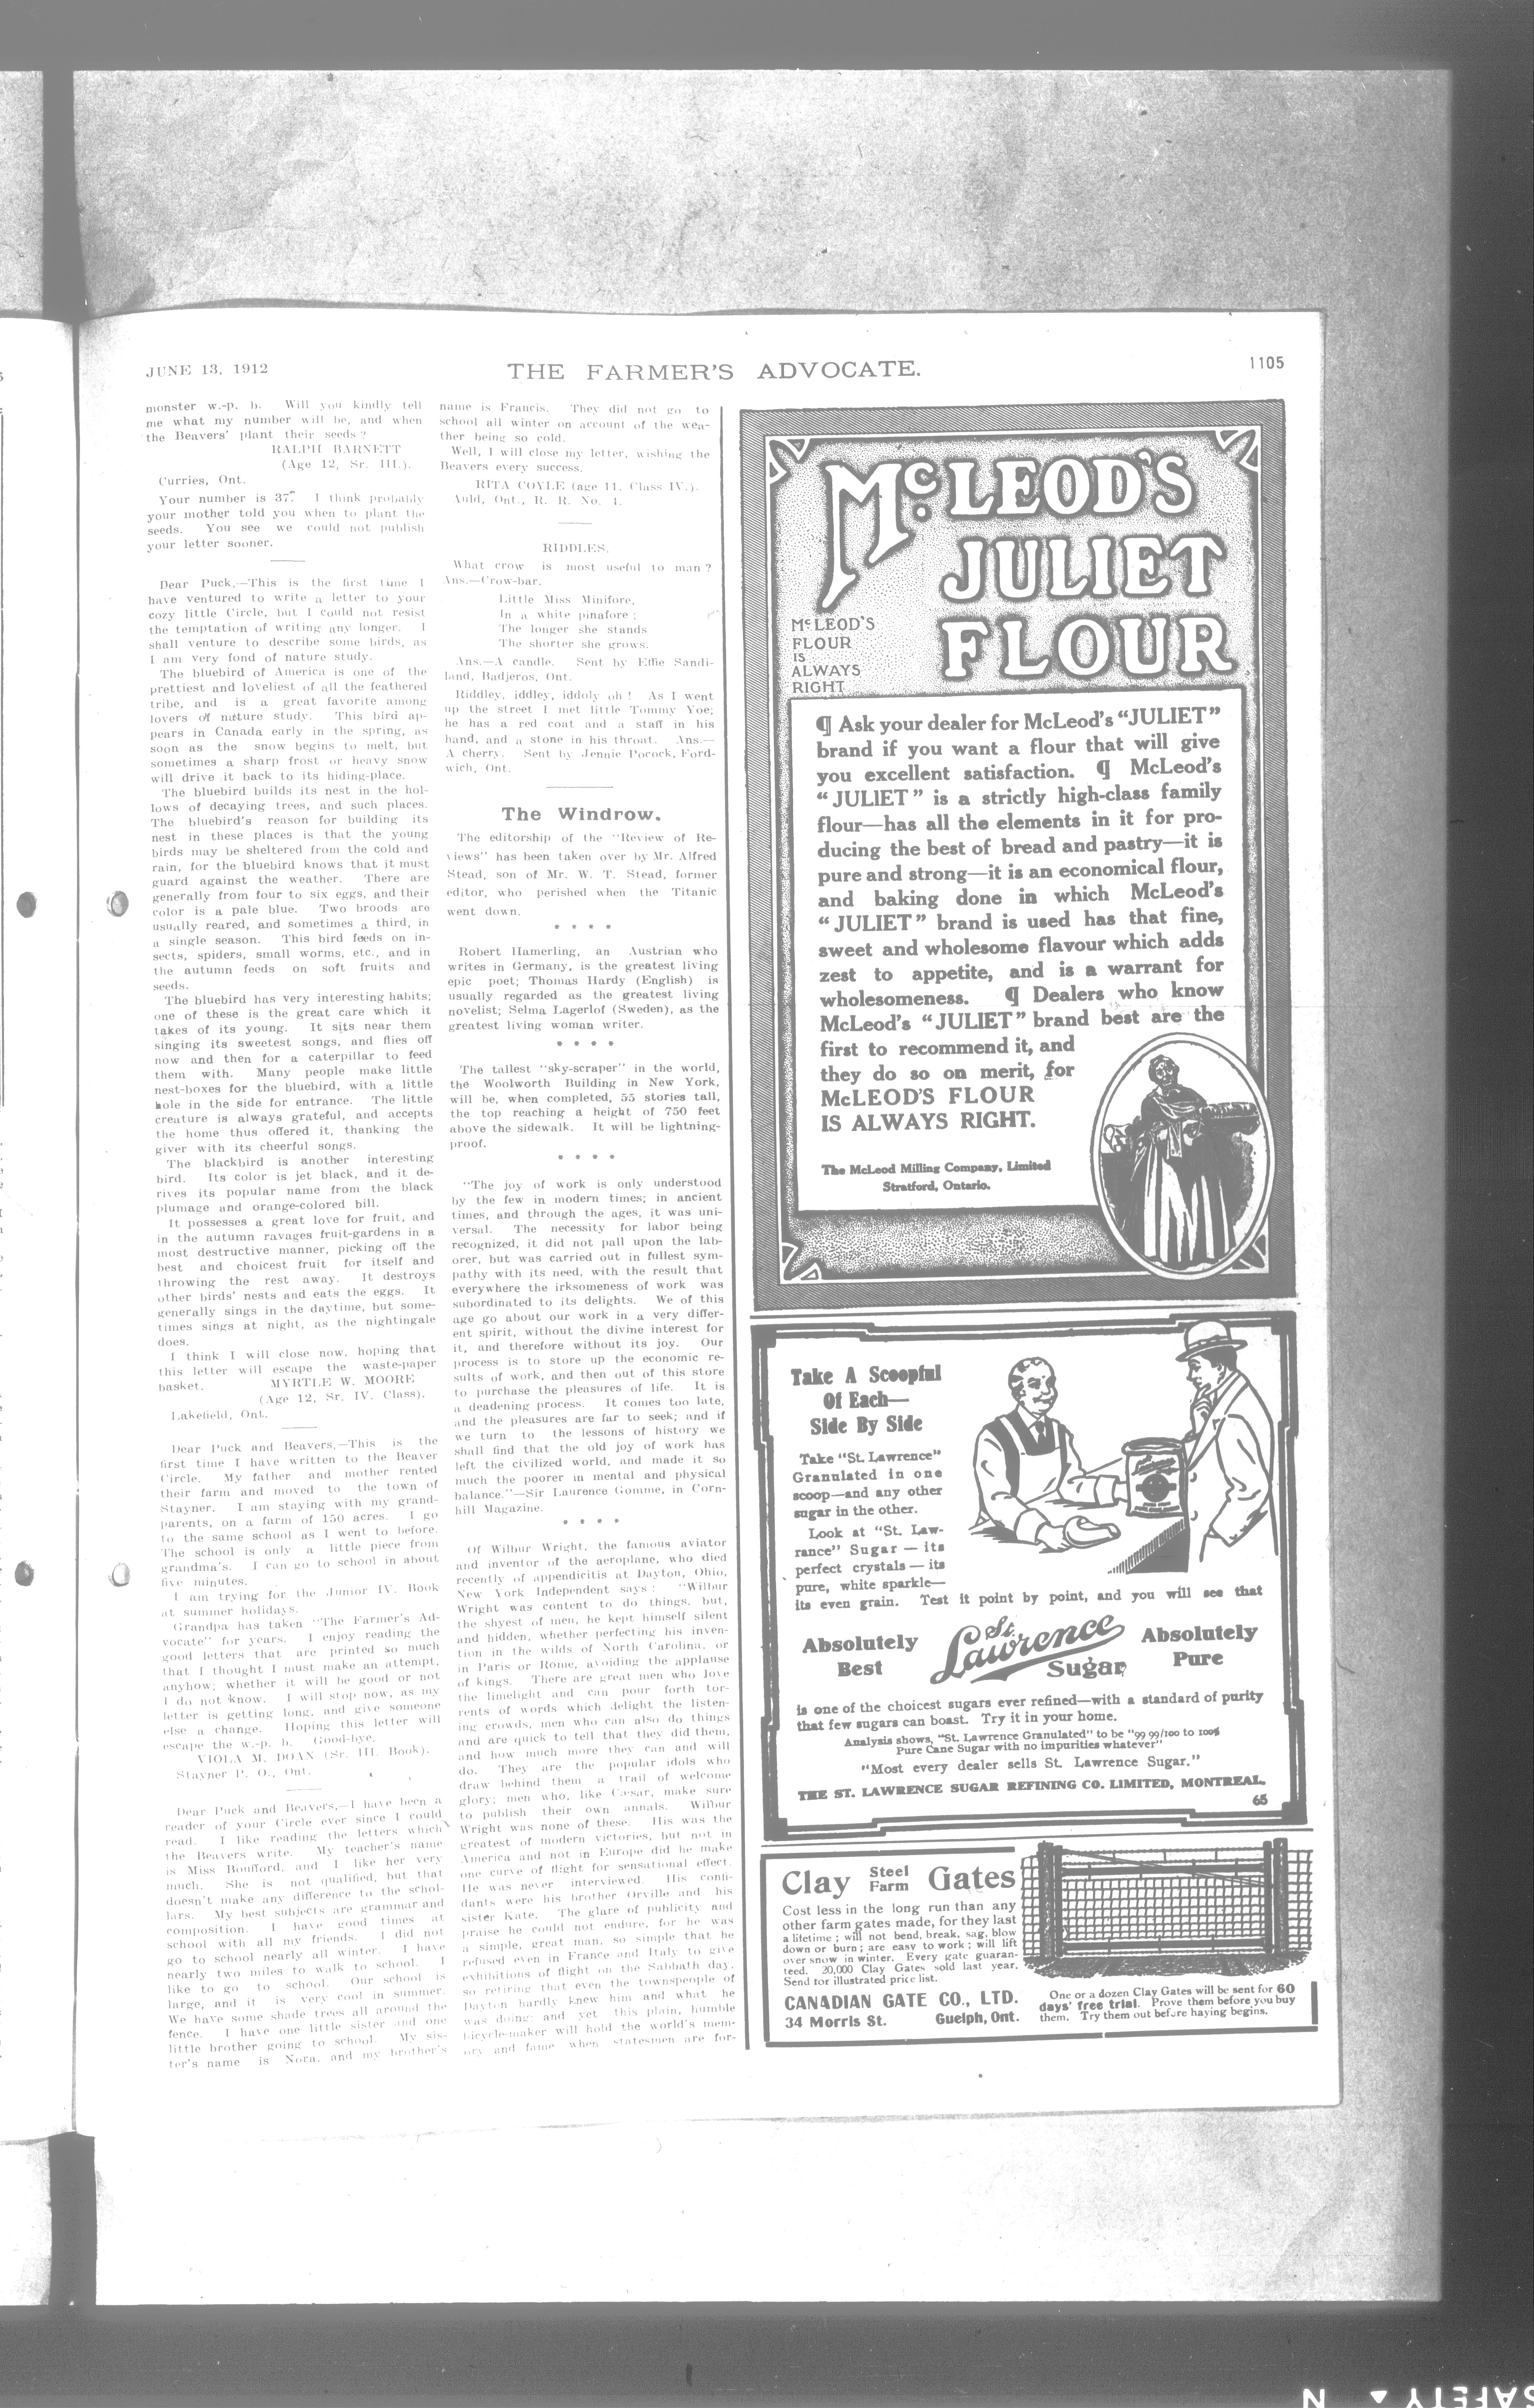 JUNE 13, 1912
THE FARMER'S ADVOCATE.
1105
monster w.-p. b. Will you kindly tell
me what my number will be, and when
the Beavers' plant their seeds?
RALPH BARNETT
(Age 12, Sr. III.).
Curries, Ont.
Your number is 37. I think probably
your mother told you when to plant the
seeds. You see we could not publish
your letter sooner.
Dear Puck,—This is the first time I
have ventured to write a letter to your
cozy little Circle, but I could not resist
the temptation of writing any longer. I
shall venture to describe some birds, as
I am very fond of nature study.
The bluebird of America is one of the
prettiest and loveliest of all the feathered
tribe, and is a great favorite among
lovers of nature study. This bird ap-
pears in Canada early in the spring, as
soon as the snow begins to melt, but
sometimes a sharp frost or heavy snow
will drive it back to its hiding-place.
The bluebird builds its nest in the hol-
lows of decaying trees, and such places.
The bluebird's reason for building its
nest in these places is that the young
birds may be sheltered from the cold and
rain, for the bluebird knows that it must
guard against the weather. There are
generally from four to six eggs, and their
color is a pale blue. Two broods are
usually reared, and sometimes a third, in
a single season. This bird feeds on in-
sects, spiders, small worms, etc., and in
the autumn feeds on soft fruits and
seeds.
The bluebird has very interesting habits;
one of these is the great care which it
takes of its young. It sits near them
singing its sweetest songs, and flies off
now and then for a caterpillar to feed
them with. Many people make little
nest-boxes for the bluebird, with a little
hole in the side for entrance. The little
creature is always grateful, and accepts
the home thus offered it, thanking the
giver with its cheerful songs.
The blackbird is another interesting
bird. Its color is jet black, and it de-
rives its popular name from the black
plumage and orange-colored bill.
It possesses a great love for fruit, and
in the autumn ravages fruit-gardens in a
most destructive manner, picking off the
best and choicest fruit for itself and
throwing the rest away. It destroys
other birds' nests and eats the eggs. It
generally sings in the daytime, but some-
times sings at night, as the nightingale
does.
I think I will close now, hoping that
this letter will escape the waste-paper
basket. MYRTLE W. MOORE
(Age 12, Sr. IV. Class).
Lakefield, Ont.
Dear Puck and Beavers,—This is the
first time I have written to the Beaver
Circle. My father and mother rented
their farm and moved to the town of
Stayner. I am staying with my grand-
parents, on a farm of 150 acres. I go
to the same school as I went to before.
The school is only a little piece from
grandma's. I can go to school in about
five minutes.
I am trying for the Junior IV. Book
at summer holidays.
Grandpa has taken "The Farmer's Ad-
vocate" for years. I enjoy reading the
good letters that are printed so much
that I thought I must make an attempt,
anyhow; whether it will be good or not
I do not know. I will stop now, as my
letter is getting long, and give someone
else a change. Hoping this letter will
escape the w.-p. b. Good-bye.
VIOLA M. DOAN (Sr. III. Book).
Stayner P. O., Ont.
Dear Puck and Beavers,—I have been a
reader of your Circle ever since I could
read. I like reading the letters which
the Beavers write. My teacher's name
is Miss Boufford, and I like her very
much. She is not qualified, but that
doesn't make any difference to the schol-
lars. My best subjects are grammar and
composition. I have good times at
school with all my friends. I did not
go to school nearly all winter. I have
nearly two miles to walk to school. I
like to go to school. Our school is
large, and it is very cool in summer.
We have some shade trees all around the
fence. I have one little sister and one
little brother going to school. My sis-
ter's name is Nora, and my brother's
name is Francis. They did not go to
school all winter on account of the wea-
ther being so cold.
Well, I will close my letter, wishing the
Beavers every success.
RITA COYLE (age 11, Class IV.).
Auld, Ont., R. R. No. 1.
RIDDLES.
What crow is most useful to man?
Ans.—Crow-bar.
Little Miss Minifore,
In a white pinafore;
The longer she stands
The shorter she grows.
Ans.—A candle. Sent by Effie Sandi-
land, Badjeros, Ont.
Riddley, iddley, iddoly oh! As I went
up the street I met little Tommy Yoe;
he has a red coat and a staff in his
hand, and a stone in his throat. Ans.—
A cherry. Sent by Jennie Pocock, Ford-
wich, Ont.
The Windrow.
The editorship of the "Review of Re-
views" has been taken over by Mr. Alfred
Stead, son of Mr. W. T. Stead, former
editor, who perished when the Titanic
went down.
* * * *
Robert Hamerling, an Austrian who
writes in Germany, is the greatest living
epic poet; Thomas Hardy (English) is
usually regarded as the greatest living
novelist; Selma Lagerlof (Sweden), as the
greatest living woman writer.
* * * *
The tallest "sky-scraper" in the world,
the Woolworth Building in New York,
will be, when completed, 55 stories tall,
the top reaching a height of 750 feet
above the sidewalk. It will be lightning-
proof.
* * * *
"The joy of work is only understood
by the few in modern times; in ancient
times, and through the ages, it was uni-
versal. The necessity for labor being
recognized, it did not pall upon the lab-
orer, but was carried out in fullest sym-
pathy with its need, with the result that
everywhere the irksomeness of work was
subordinated to its delights. We of this
age go about our work in a very differ-
ent spirit, without the divine interest for
it, and therefore without its joy. Our
process is to store up the economic re-
sults of work, and then out of this store
to purchase the pleasures of life. It is
a deadening process. It comes too late,
and the pleasures are far to seek; and if
we turn to the lessons of history we
shall find that the old joy of work has
left the civilized world, and made it so
much the poorer in mental and physical
balance."—Sir Laurence Gomme, in Corn-
hill Magazine.
* * * *
Of Wilbur Wright, the famous aviator
and inventor of the aeroplane, who died
recently of appendicitis at Dayton, Ohio,
New York Independent says: "Wilbur
Wright was content to do things, but,
the shyest of men, he kept himself silent
and hidden, whether perfecting his inven-
tion in the wilds of North Carolina, or
in Paris or Rome, avoiding the applause
of kings. There are great men who love
the limelight and can pour forth tor-
rents of words which delight the listen-
ing crowds, men who can also do things
and are quick to tell that they did them,
and how much more they can and will
do. They are the popular idols who
draw behind them a trail of welcome
glory; men who, like Cæsar, make sure
to publish their own annals. Wilbur
Wright was none of these. His was the
greatest of modern victories, but not in
America and not in Europe did he make
one curve of flight for sensational effect.
He was never interviewed. His confi-
dants were his brother Orville and his
sister Kate. The glare of publicity and
praise he could not endure, for he was
a simple, great man, so simple that he
refused even in France and Italy to give
exhibitions of flight on the Sabbath day,
so retiring that even the townspeople of
Dayton hardly knew him and what he
was doing; and yet this plain, humble
bicycle-maker will hold the world's mem-
ory and fame when statesmen are for-
McLEOD'S
JULIET
FLOUR
McLEOD'S
FLOUR
IS
ALWAYS
RIGHT
¶ Ask your dealer for McLeod's "JULIET"
brand if you want a flour that will give
you excellent satisfaction. ¶ McLeod's
"JULIET" is a strictly high-class family
flour—has all the elements in it for pro-
ducing the best of bread and pastry—it is
pure and strong—it is an economical flour,
and baking done in which McLeod's
"JULIET" brand is used has that fine,
sweet and wholesome flavour which adds
zest to appetite, and is a warrant for
wholesomeness. ¶ Dealers who know
McLeod's "JULIET" brand best are the
first to recommend it, and
they do so on merit, for
McLEOD'S FLOUR
IS ALWAYS RIGHT.
The McLeod Milling Company, Limited
Stratford, Ontario.
Take A Scoopful
Of Each—
Side By Side
Take "St. Lawrence"
Granulated in one
scoop—and any other
sugar in the other.
Look at "St. Law-
rance" Sugar — its
perfect crystals — its
pure, white sparkle—
its even grain. Test it point by point, and you will see that
Absolutely
Best
St.
Lawrence
Sugar
Absolutely
Pure
is one of the choicest sugars ever refined—with a standard of purity
that few sugars can boast. Try it in your home.
Analysis shows, "St. Lawrence Granulated" to be "99 99/100 to 100%
Pure Cane Sugar with no impurities whatever"
"Most every dealer sells St. Lawrence Sugar."
THE ST. LAWRENCE SUGAR REFINING CO. LIMITED, MONTREAL.
65
Clay Steel Farm Gates
Cost less in the long run than any
other farm gates made, for they last
a lifetime; will not bend, break, sag, blow
down or burn; are easy to work; will lift
over snow in winter. Every gate guaran-
teed. 20,000 Clay Gates sold last year.
Send for illustrated price list.
CANADIAN GATE CO., LTD.
34 Morris St. Guelph, Ont.
One or a dozen Clay Gates will be sent for 60
days' free trial. Prove them before you buy
them. Try them out before haying begins.
SAFETY ▲ N